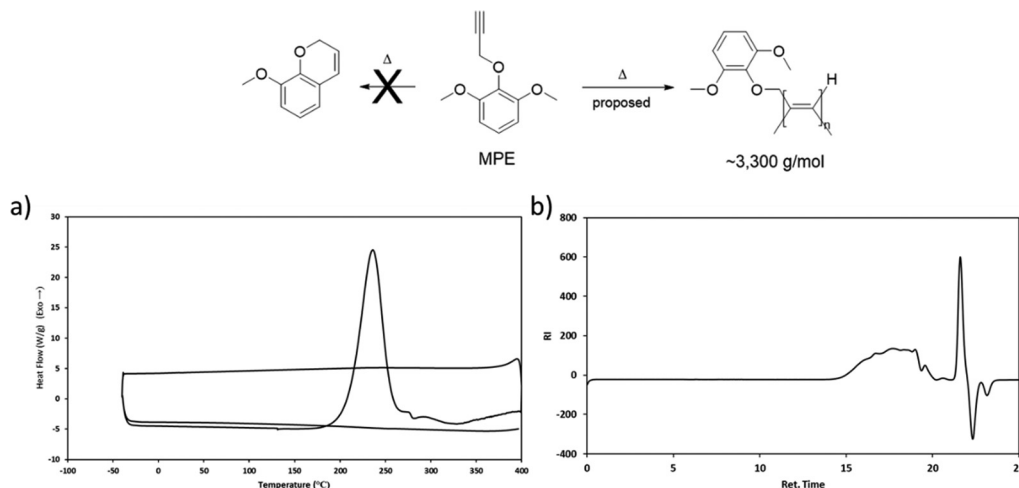 O
O
Δ
X
O
O
O
MPE
Δ
proposed
O
O
O
H
n
~3,300 g/mol
a)
Heat Flow (W/g) (Exo →)
30
25
20
15
10
5
0
-5
-10
-100 -50 0 50 100 150 200 250 300 350 400
Temperature (°C)
b)
RI
800
600
400
200
0
-200
-400
0 5 10 15 20 25
Ret. Time